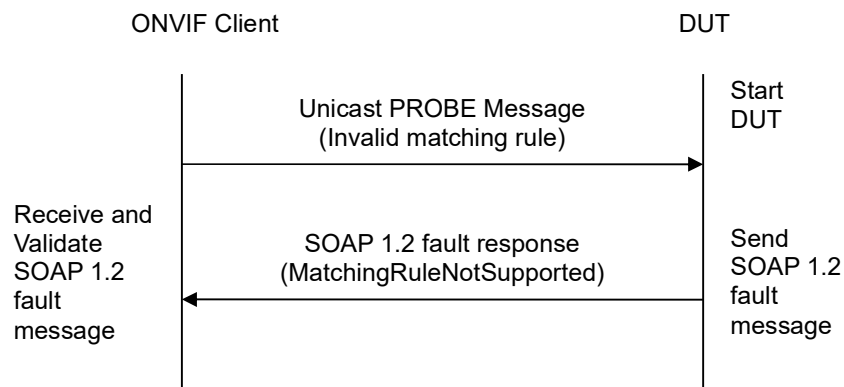 ONVIF Client
DUT
Start
DUT
Unicast PROBE Message
(Invalid matching rule)
Receive and
Validate
SOAP 1.2
fault
message
SOAP 1.2 fault response
(MatchingRuleNotSupported)
Send
SOAP 1.2
fault
message